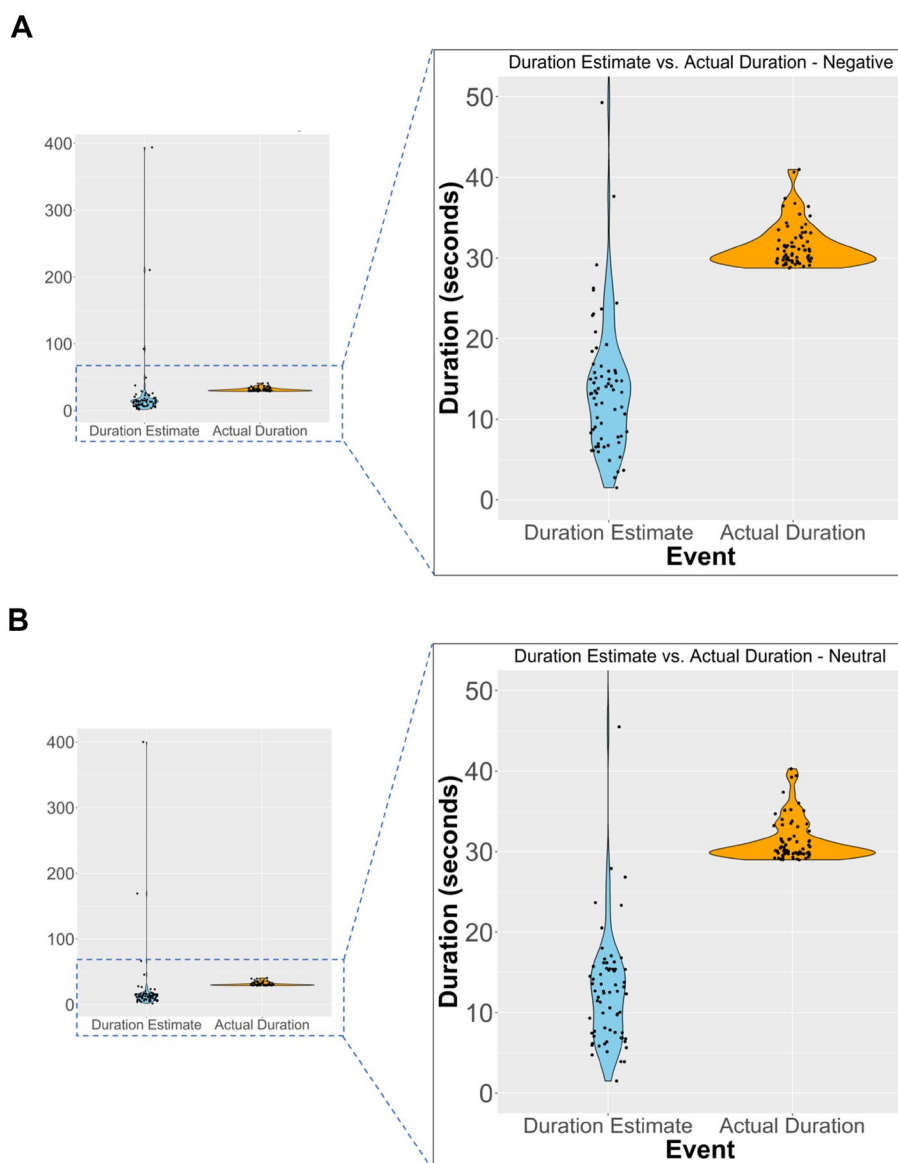 A
Duration Estimate vs. Actual Duration - Negative
400
300
200
100
0
Duration Estimate Actual Duration
Duration (seconds)
50
40
30
20
10
0
Duration Estimate Actual Duration
Event
B
Duration Estimate vs. Actual Duration - Neutral
400
300
200
100
0
Duration Estimate Actual Duration
Duration (seconds)
50
40
30
20
10
0
Duration Estimate Actual Duration
Event